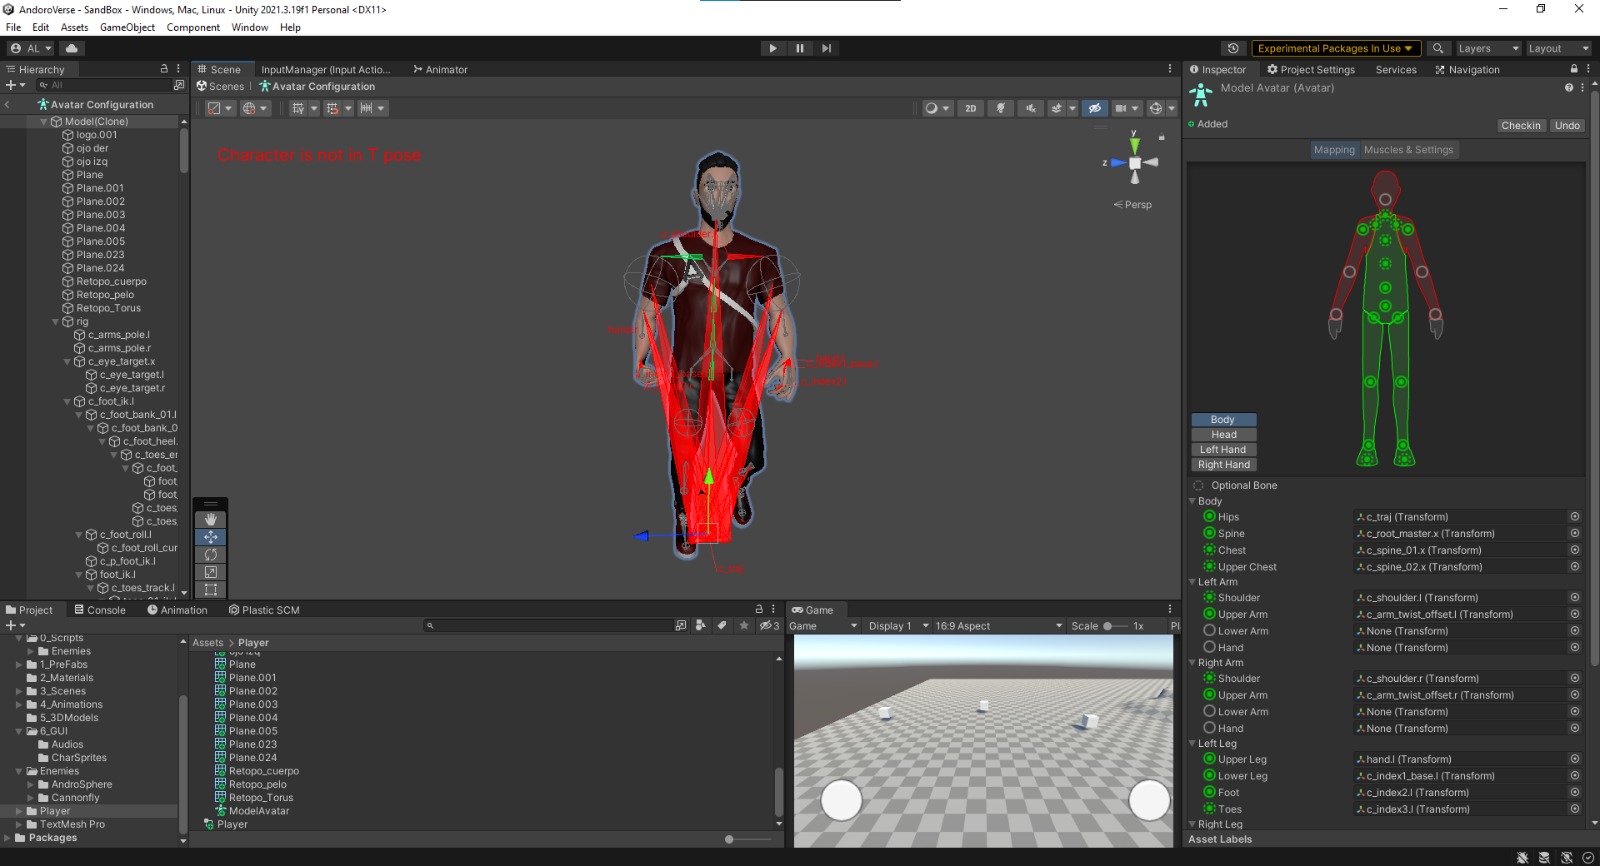 AndoroVerse - SandBox - Windows, Mac, Linux - Unity 2021.3.19f1 Personal <DX11>
File Edit Assets GameObject Component Window Help
AL Experimental Packages In Use Layers Layout
Hierarchy
All
Avatar Configuration
Model(Clone)
logo.001
ojo der
ojo izq
Plane
Plane.001
Plane.002
Plane.003
Plane.004
Plane.005
Plane.023
Plane.024
Retopo_cuerpo
Retopo_pelo
Retopo_Torus
rig
c_arms_pole.l
c_arms_pole.r
c_eye_target.x
c_eye_target.l
c_eye_target.r
c_foot_ik.l
c_foot_bank_01.l
c_foot_bank_0
c_foot_heel.
c_toes_er
c_foot_
foot_
foot_
c_toes_
c_toes_
c_foot_roll.l
c_foot_roll_cur
c_p_foot_ik.l
foot_ik.l
c_toes_track.l
Scene InputManager (Input Actio... Animator
Scenes Avatar Configuration
2D
Character is not in T pose
y
z
Persp
Inspector Project Settings Services Navigation
Model Avatar (Avatar)
Added
Checkin Undo
Mapping Muscles & Settings
Body
Head
Left Hand
Right Hand
Optional Bone
Body
Hips c_traj (Transform)
Spine c_root_master.x (Transform)
Chest c_spine_01.x (Transform)
Upper Chest c_spine_02.x (Transform)
Left Arm
Shoulder c_shoulder.l (Transform)
Upper Arm c_arm_twist_offset.l (Transform)
Lower Arm None (Transform)
Hand None (Transform)
Right Arm
Shoulder c_shoulder.r (Transform)
Upper Arm c_arm_twist_offset.r (Transform)
Lower Arm None (Transform)
Hand None (Transform)
Left Leg
Upper Leg hand.l (Transform)
Lower Leg c_index1_base.l (Transform)
Foot c_index2.l (Transform)
Toes c_index3.l (Transform)
Right Leg
Asset Labels
Project Console Animation Plastic SCM
3
0_Scripts
Enemies
1_PreFabs
2_Materials
3_Scenes
4_Animations
5_3DModels
6_GUI
Audios
CharSprites
Enemies
AndroSphere
Cannonfly
Player
TextMesh Pro
Packages
Assets > Player
ojo izq
Plane
Plane.001
Plane.002
Plane.003
Plane.004
Plane.005
Plane.023
Plane.024
Retopo_cuerpo
Retopo_pelo
Retopo_Torus
ModelAvatar
Player
Game
Game Display 1 16:9 Aspect Scale 1x Pl